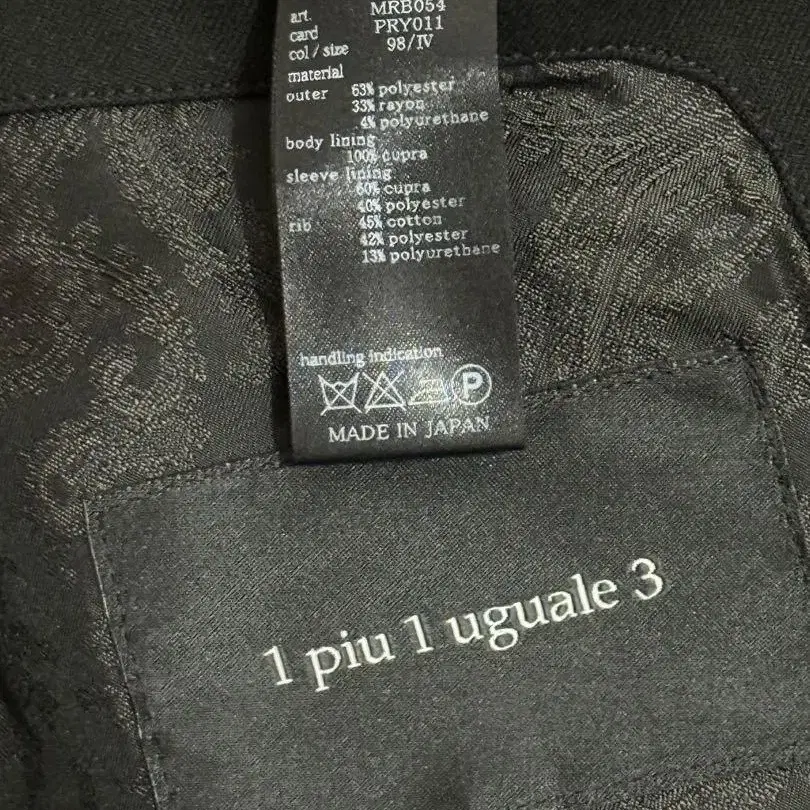 art. MRB054
card PRY011
col / size 98/IV
material
outer 63% polyester
33% rayon
4% polyurethane
body lining
100% cupra
sleeve lining
60% cupra
40% polyester
rib 45% cotton
42% polyester
13% polyurethane
handling indication
P
MADE IN JAPAN
1 piu 1 uguale 3